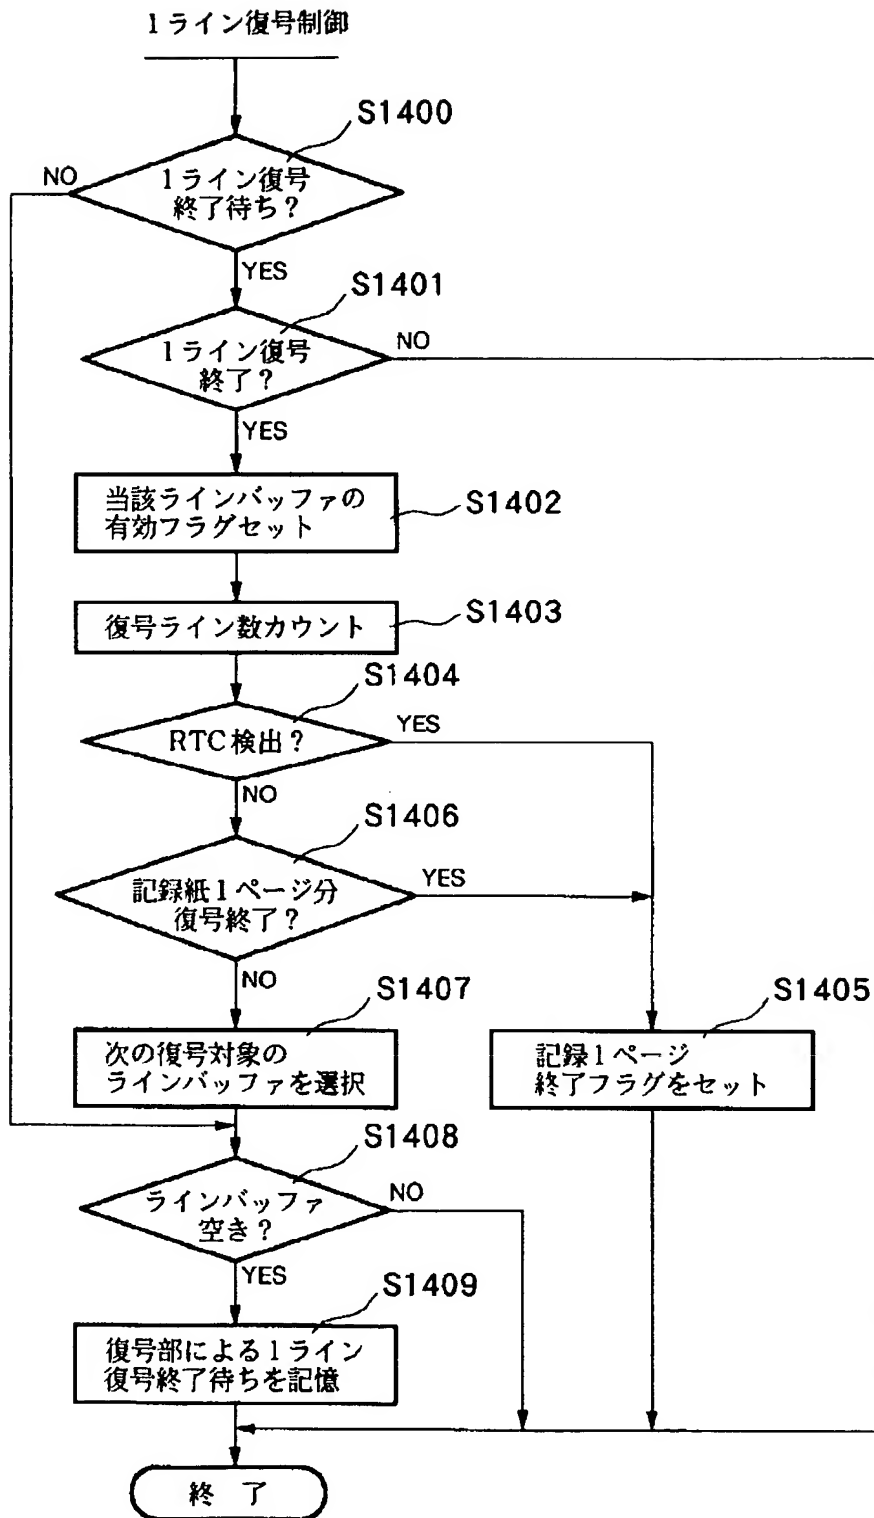 1ライン復号制御
S1400
NO
1ライン復号
終了待ち?
YES
S1401
NO
1ライン復号
終了?
YES
当該ラインバッファの
有効フラグセット
S1402
復号ライン数カウント
S1403
S1404
RTC検出?
YES
NO
S1406
記録紙1ページ分
復号終了?
YES
NO
S1407
次の復号対象の
ラインバッファを選択
S1405
記録1ページ
終了フラグをセット
S1408
ラインバッファ
空き?
NO
YES
S1409
復号部による1ライン
復号終了待ちを記憶
終 了